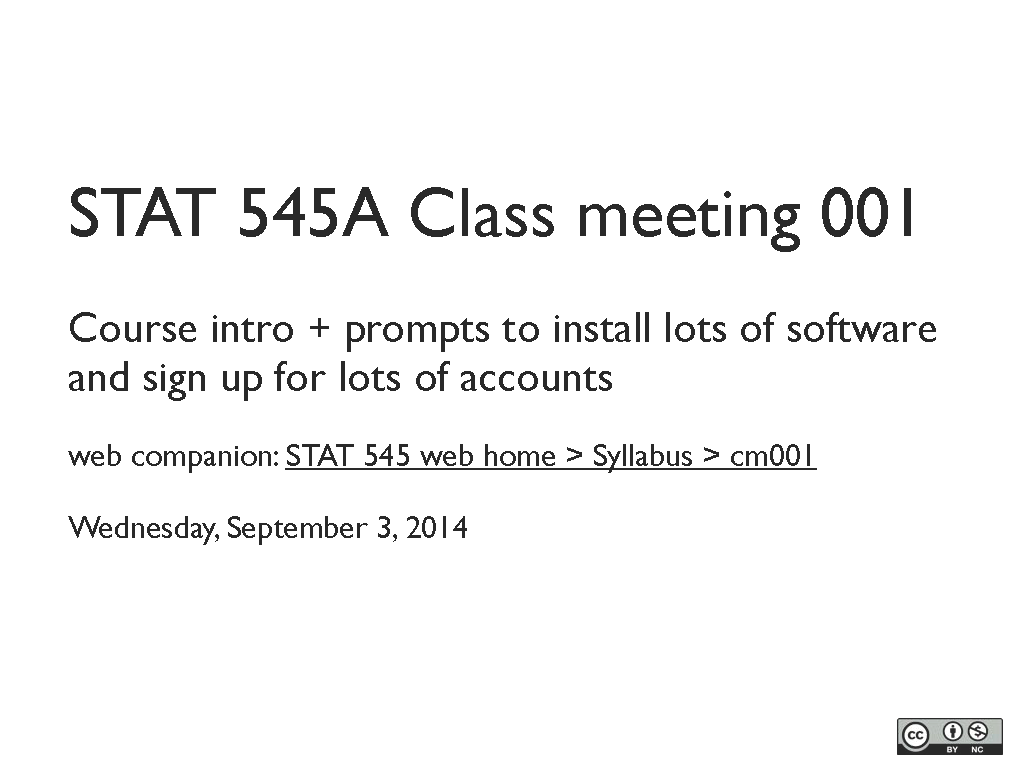 STAT 545A Class meeting 001
Course intro + prompts to install lots of software
and sign up for lots of accounts
web companion: STAT 545 web home > Syllabus > cm001
Wednesday, September 3, 2014
cc
BY NC